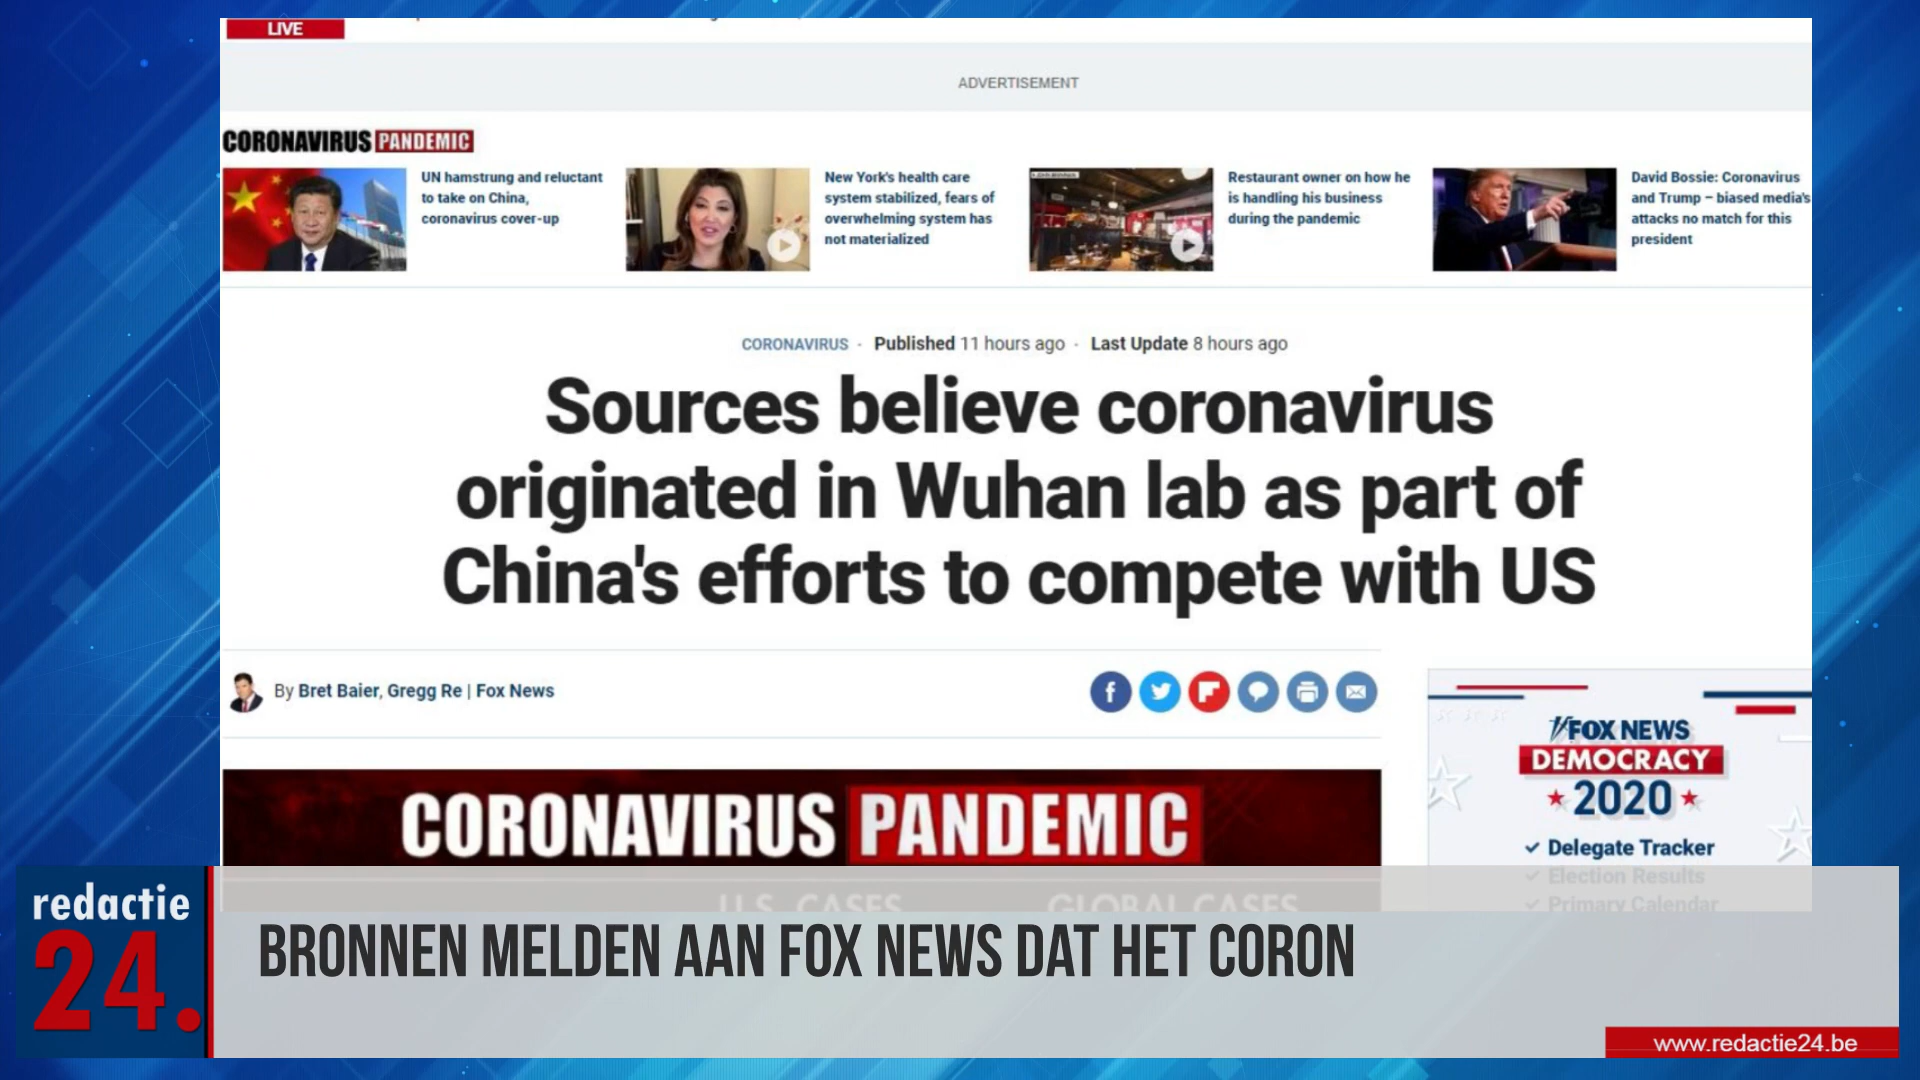 LIVE
ADVERTISEMENT
CORONAVIRUS PANDEMIC
UN hamstrung and reluctant
to take on China,
coronavirus cover-up
New York's health care
system stabilized, fears of
overwhelming system has
not materialized
Restaurant owner on how he
is handling his business
during the pandemic
David Bossie: Coronavirus
and Trump – biased media's
attacks no match for this
president
CORONAVIRUS · Published 11 hours ago · Last Update 8 hours ago
Sources believe coronavirus
originated in Wuhan lab as part of
China's efforts to compete with US
By Bret Baier, Gregg Re | Fox News
FOX NEWS
DEMOCRACY
2020
Delegate Tracker
Election Results
Primary Calendar
CORONAVIRUS PANDEMIC
U.S. CASES GLOBAL CASES
redactie
24.
BRONNEN MELDEN AAN FOX NEWS DAT HET CORON
www.redactie24.be